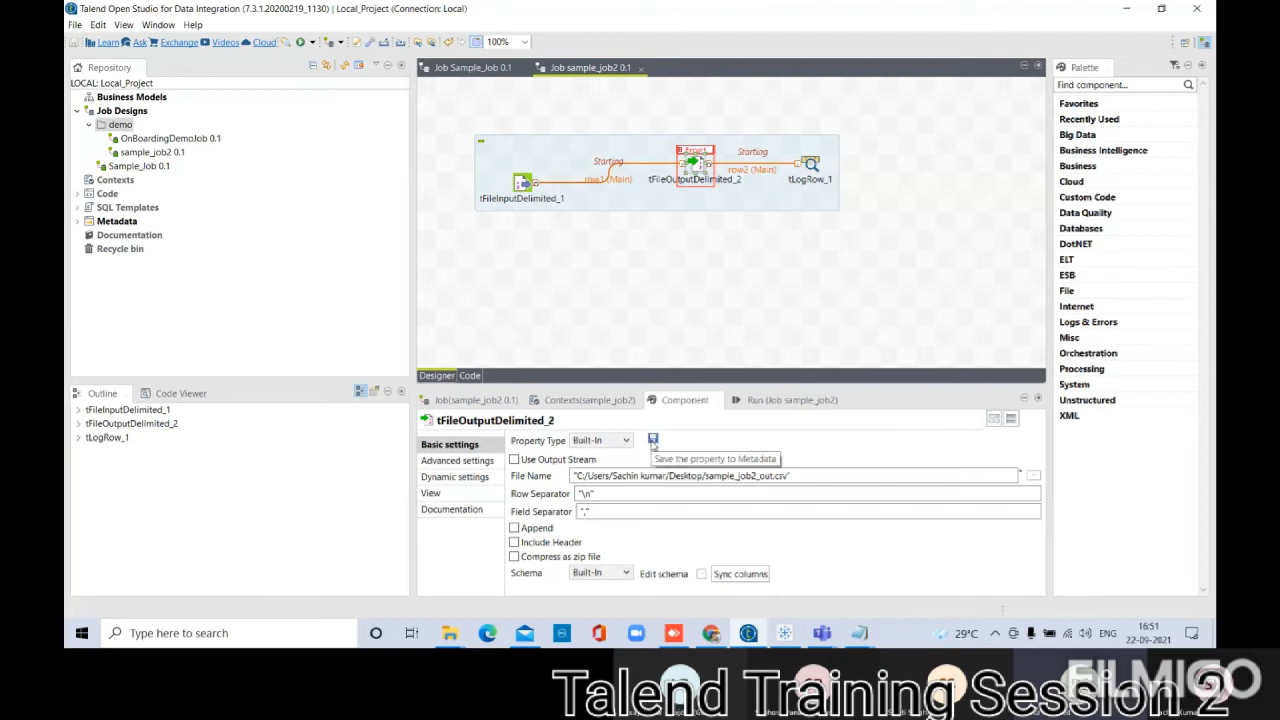 Talend Open Studio for Data Integration (7.3.1.20200219_1130) | Local_Project (Connection: Local)
File Edit View Window Help
Learn Ask Exchange Videos Cloud 100%
Repository
LOCAL: Local_Project
Business Models
Job Designs
demo
OnBoardingDemoJob 0.1
sample_job2 0.1
Sample_Job 0.1
Contexts
Code
SQL Templates
Metadata
Documentation
Recycle bin
Outline Code Viewer
tFileInputDelimited_1
tFileOutputDelimited_2
tLogRow_1
Job Sample_Job 0.1 Job sample_job2 0.1
Starting
row1 (Main)
tFileInputDelimited_1
tFileOutputDelimited_2
Starting
row2 (Main)
tLogRow_1
Designer Code
Job(sample_job2 0.1) Contexts(sample_job2) Component Run (Job sample_job2)
tFileOutputDelimited_2
Basic settings
Advanced settings
Dynamic settings
View
Documentation
Property Type Built-In
Save the property to Metadata
Use Output Stream
File Name "C:/Users/Sachin kumar/Desktop/sample_job2_out.csv" *
Row Separator "\n"
Field Separator ","
Append
Include Header
Compress as zip file
Schema Built-In Edit schema Sync columns
Palette
Find component...
Favorites
Recently Used
Big Data
Business Intelligence
Business
Cloud
Custom Code
Data Quality
Databases
DotNET
ELT
ESB
File
Internet
Logs & Errors
Misc
Orchestration
Processing
System
Unstructured
XML
Type here to search
29°C ENG
16:51
22-09-2021
Talend Training Session 2
FILMIGO